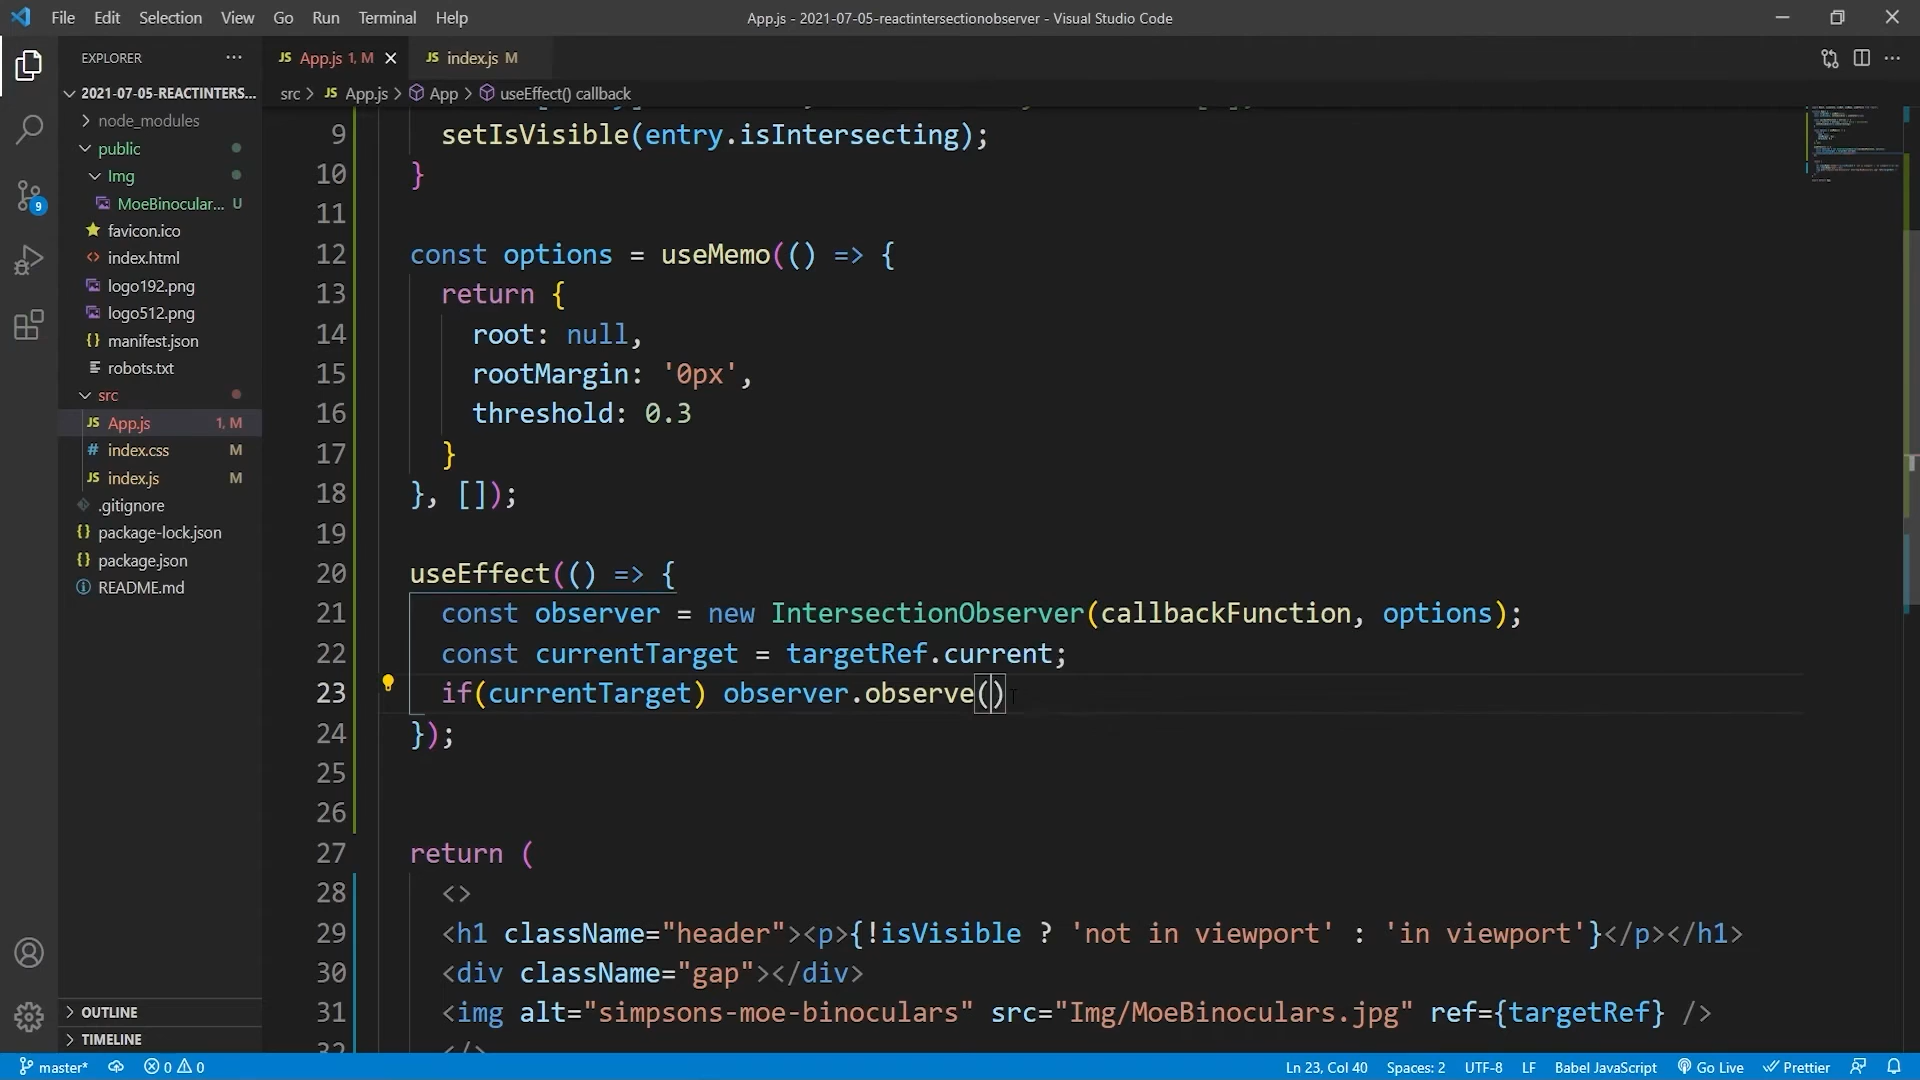 File Edit Selection View Go Run Terminal Help
App.js - 2021-07-05-reactintersectionobserver - Visual Studio Code
EXPLORER
JS App.js 1, M
JS index.js M
2021-07-05-REACTINTERS...
src > JS App.js > App > useEffect() callback
node_modules
public
Img
MoeBinocular... U
favicon.ico
index.html
logo192.png
logo512.png
manifest.json
robots.txt
src
JS App.js 1, M
# index.css M
JS index.js M
.gitignore
{} package-lock.json
{} package.json
README.md
OUTLINE
TIMELINE
9
9 setIsVisible(entry.isIntersecting);
10 }
11
12 const options = useMemo(() => {
13 return {
14 root: null,
15 rootMargin: '0px',
16 threshold: 0.3
17 }
18 }, []);
19
20 useEffect(() => {
21 const observer = new IntersectionObserver(callbackFunction, options);
22 const currentTarget = targetRef.current;
23 if(currentTarget) observer.observe()
24 });
25
26
27 return (
28 <>
29 <h1 className="header"><p>{!isVisible ? 'not in viewport' : 'in viewport'}</p></h1>
30 <div className="gap"></div>
31 <img alt="simpsons-moe-binoculars" src="Img/MoeBinoculars.jpg" ref={targetRef} />
32 </>
master* 0 0 Ln 23, Col 40 Spaces: 2 UTF-8 LF Babel JavaScript Go Live Prettier